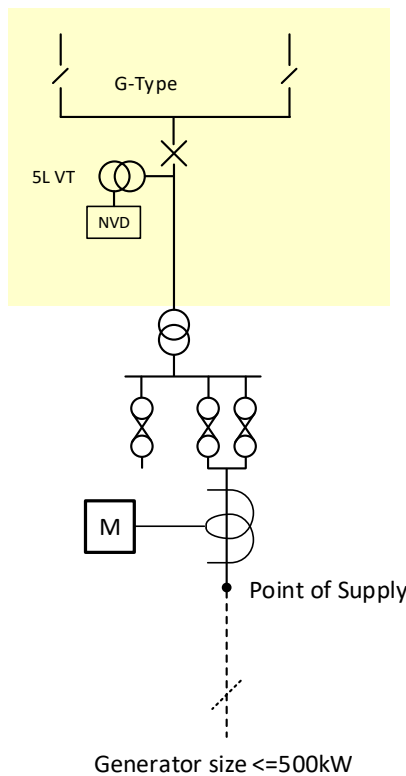 G-Type
5L VT
NVD
M
Point of Supply
Generator size <=500kW